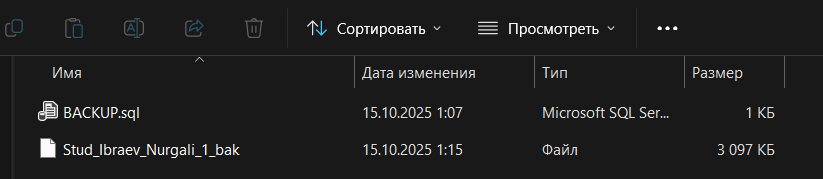 Сортировать Просмотреть
Имя Дата изменения Тип Размер
BACKUP.sql 15.10.2025 1:07 Microsoft SQL Ser... 1 КБ
Stud_Ibraev_Nurgali_1_bak 15.10.2025 1:15 Файл 3 097 КБ